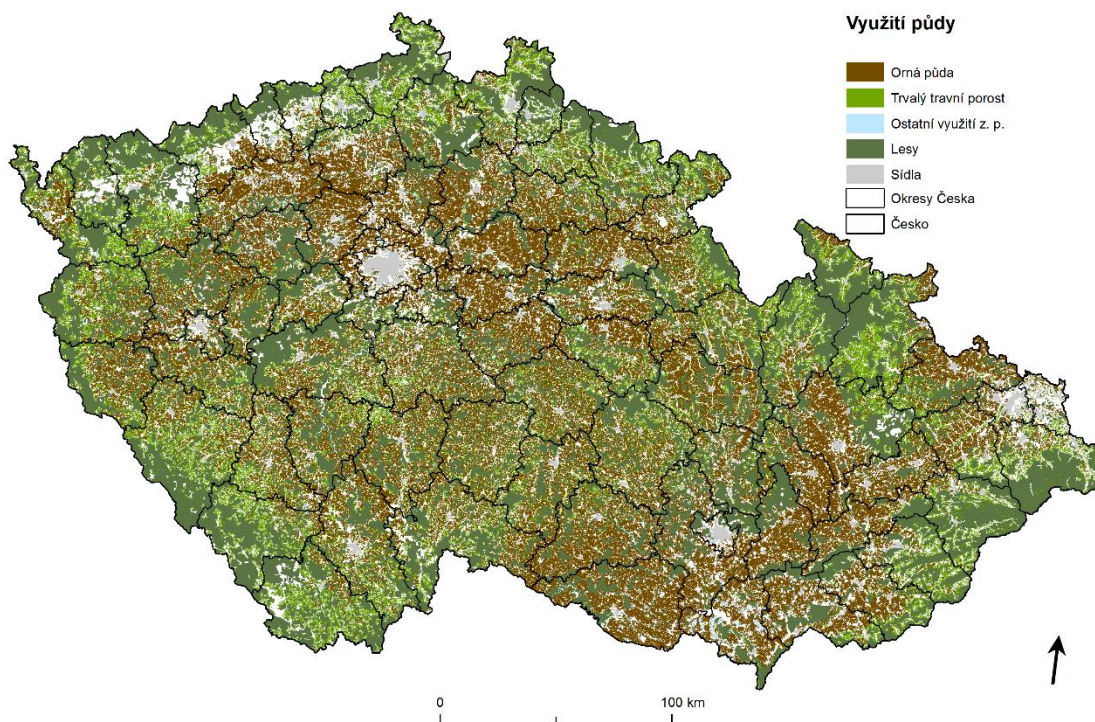 Využití půdy
Orná půda
Trvalý travní porost
Ostatní využití z. p.
Lesy
Sídla
Okresy Česka
Česko
0
100 km